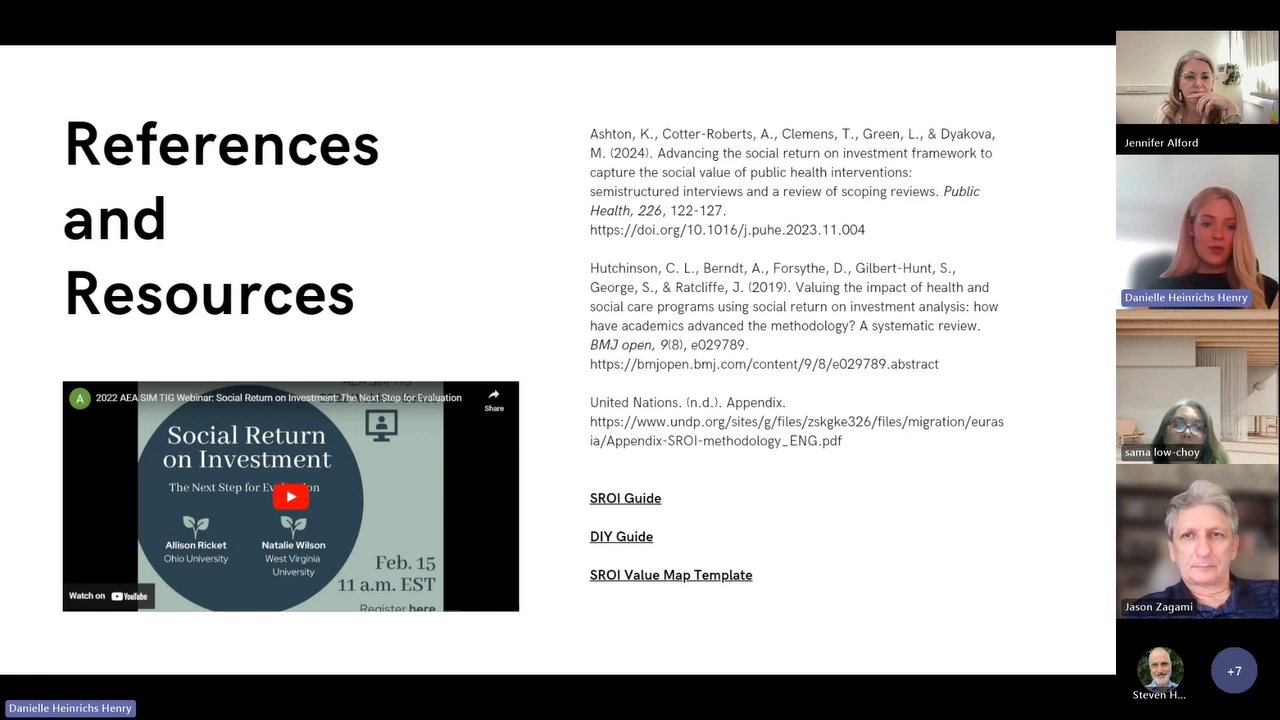 References
and
Resources
Ashton, K., Cotter-Roberts, A., Clemens, T., Green, L., & Dyakova,
M. (2024). Advancing the social return on investment framework to
capture the social value of public health interventions:
semistructured interviews and a review of scoping reviews. Public
Health, 226, 122-127.
https://doi.org/10.1016/j.puhe.2023.11.004
Hutchinson, C. L., Berndt, A., Forsythe, D., Gilbert-Hunt, S.,
George, S., & Ratcliffe, J. (2019). Valuing the impact of health and
social care programs using social return on investment analysis: how
have academics advanced the methodology? A systematic review.
BMJ open, 9(8), e029789.
https://bmjopen.bmj.com/content/9/8/e029789.abstract
United Nations. (n.d.). Appendix.
https://www.undp.org/sites/g/files/zskgke326/files/migration/euras
ia/Appendix-SROI-methodology_ENG.pdf
SROI Guide
DIY Guide
SROI Value Map Template
AEA SIM TIG
A
2022 AEA SIM TIG Webinar: Social Return on Investment: The Next Step for Evaluation
Share
Social Return
on Investment
The Next Step for Evaluation
Allison Ricket
Ohio University
Natalie Wilson
West Virginia
University
Feb. 15
11 a.m. EST
Register here
Watch on YouTube
Jennifer Alford
Danielle Heinrichs Henry
sama low-choy
Jason Zagami
Steven H...
+7
Danielle Heinrichs Henry